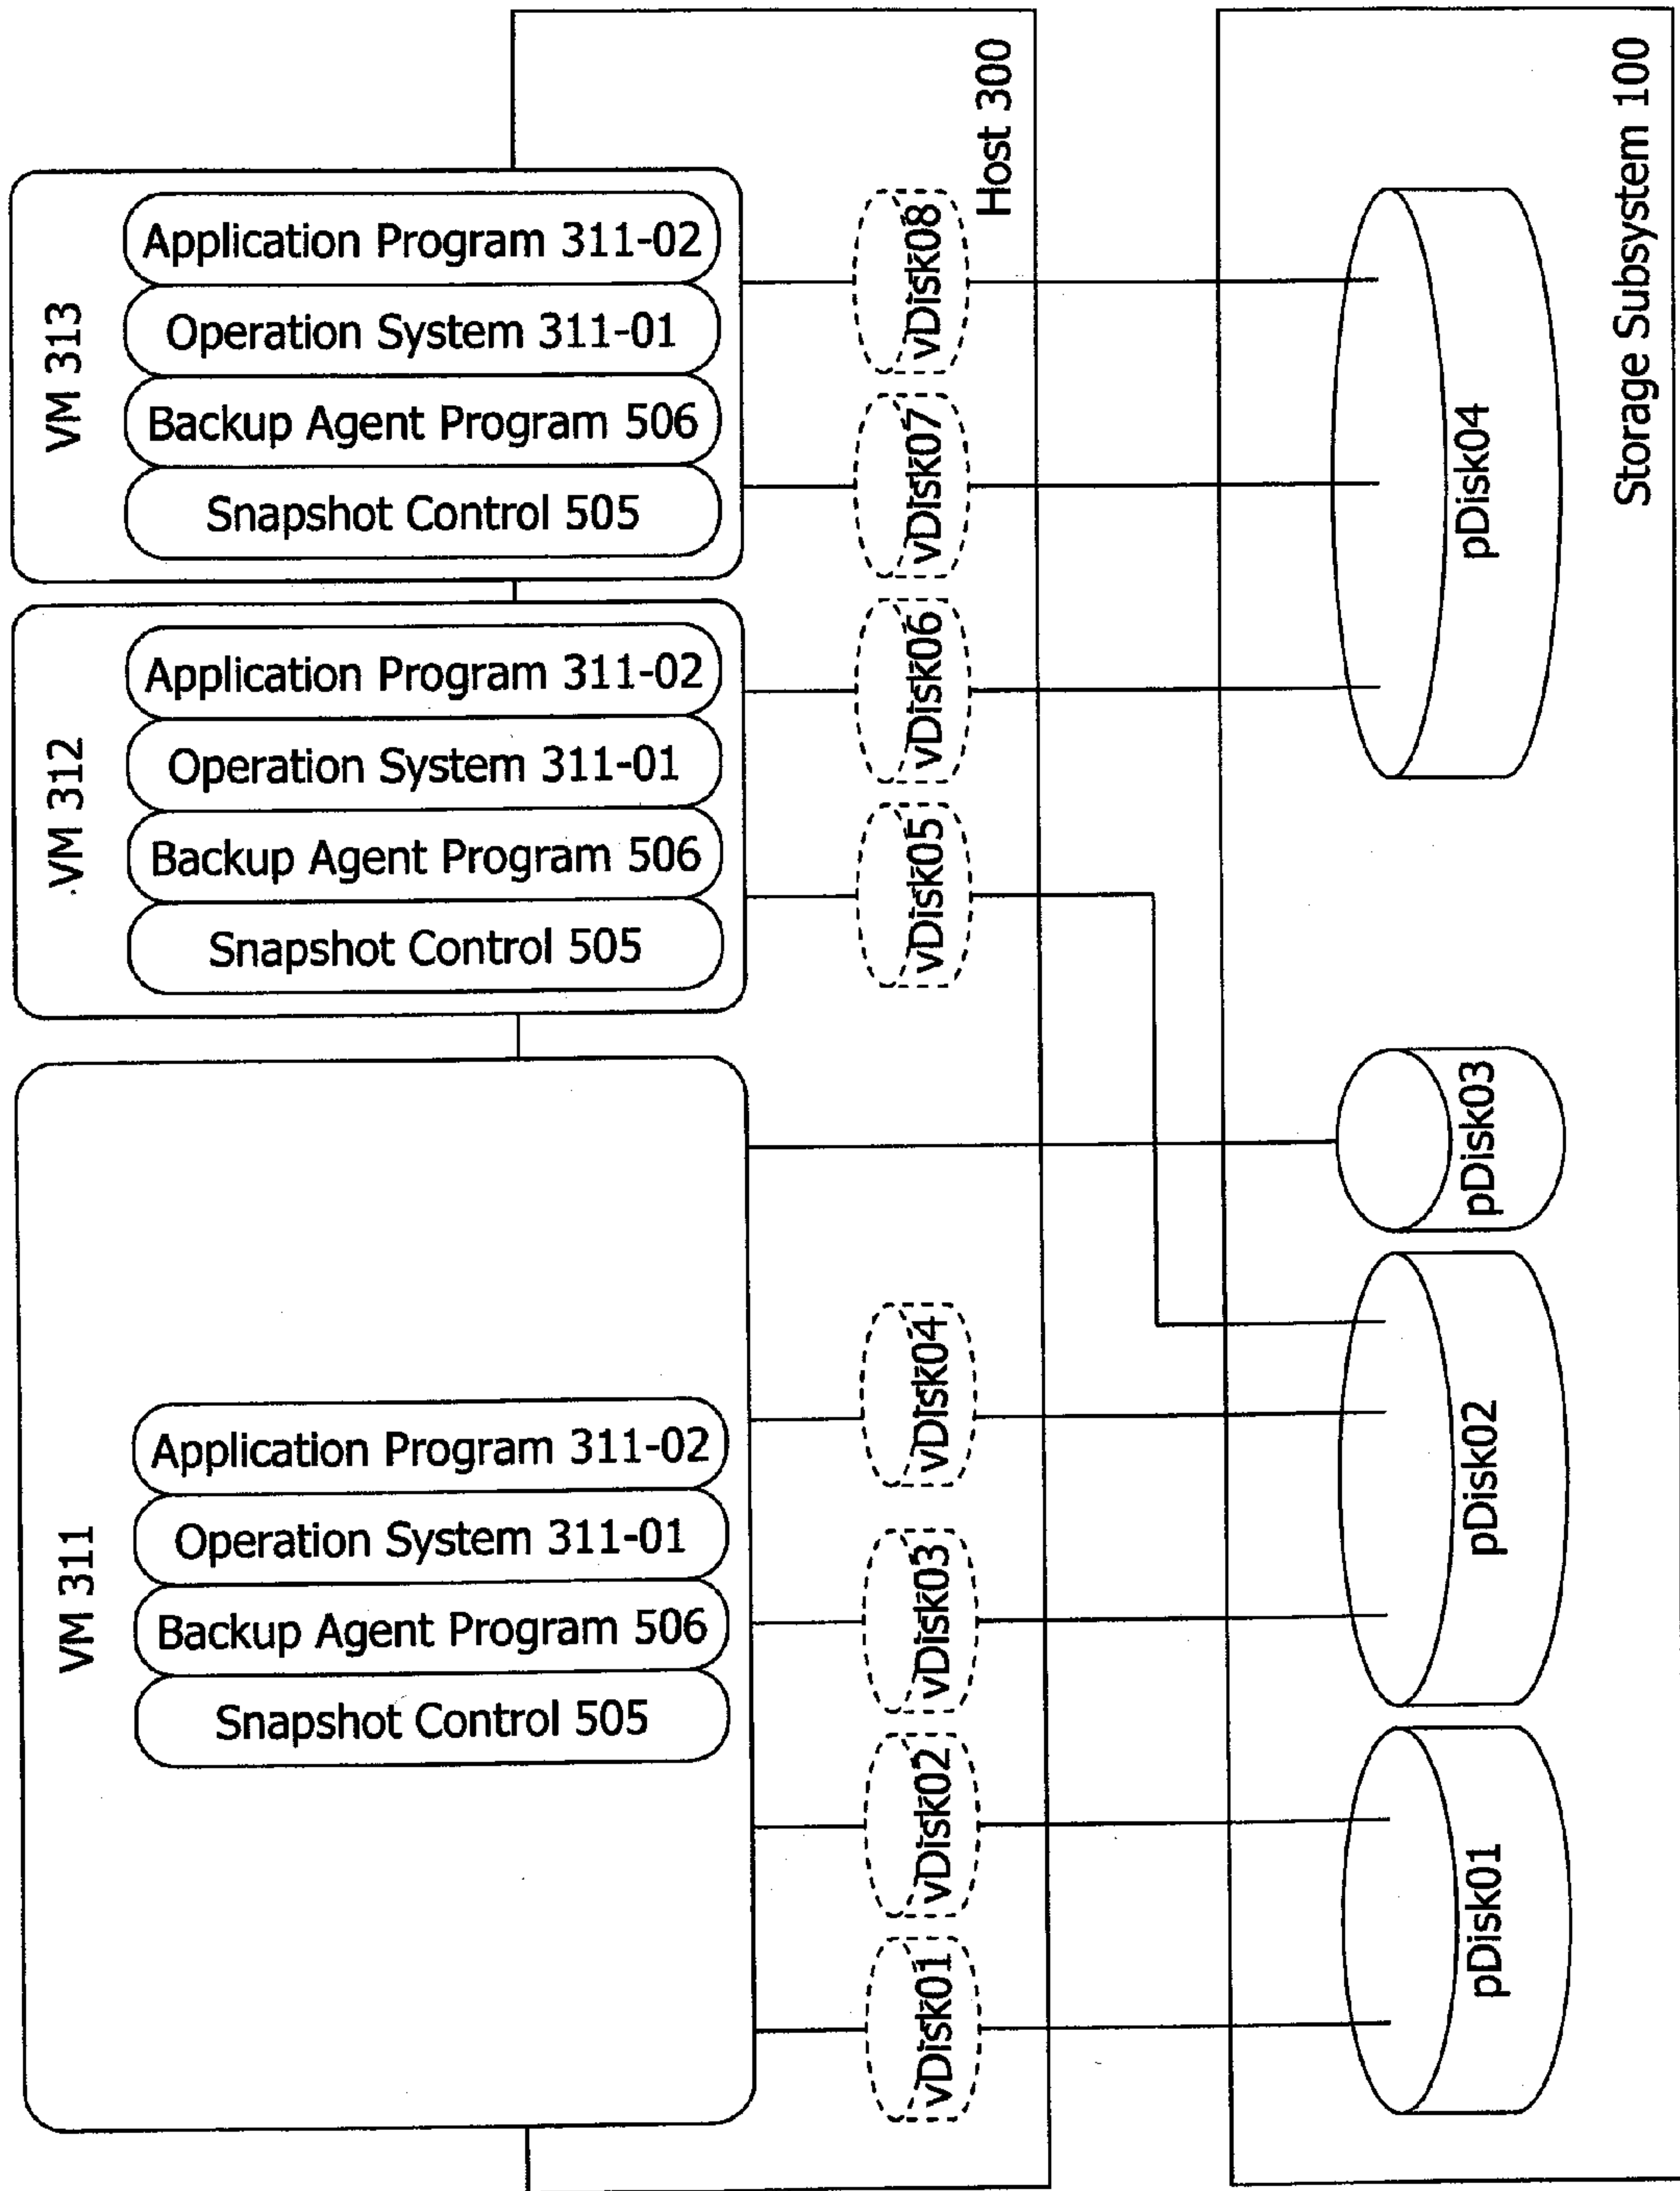 VM 311
Application Program 311-02
Operation System 311-01
Backup Agent Program 506
Snapshot Control 505
VM 312
Application Program 311-02
Operation System 311-01
Backup Agent Program 506
Snapshot Control 505
VM 313
Application Program 311-02
Operation System 311-01
Backup Agent Program 506
Snapshot Control 505
vDisk01
vDisk02
vDisk03
vDisk04
vDisk05
vDisk06
vDisk07
vDisk08
Host 300
pDisk01
pDisk02
pDisk03
pDisk04
Storage Subsystem 100